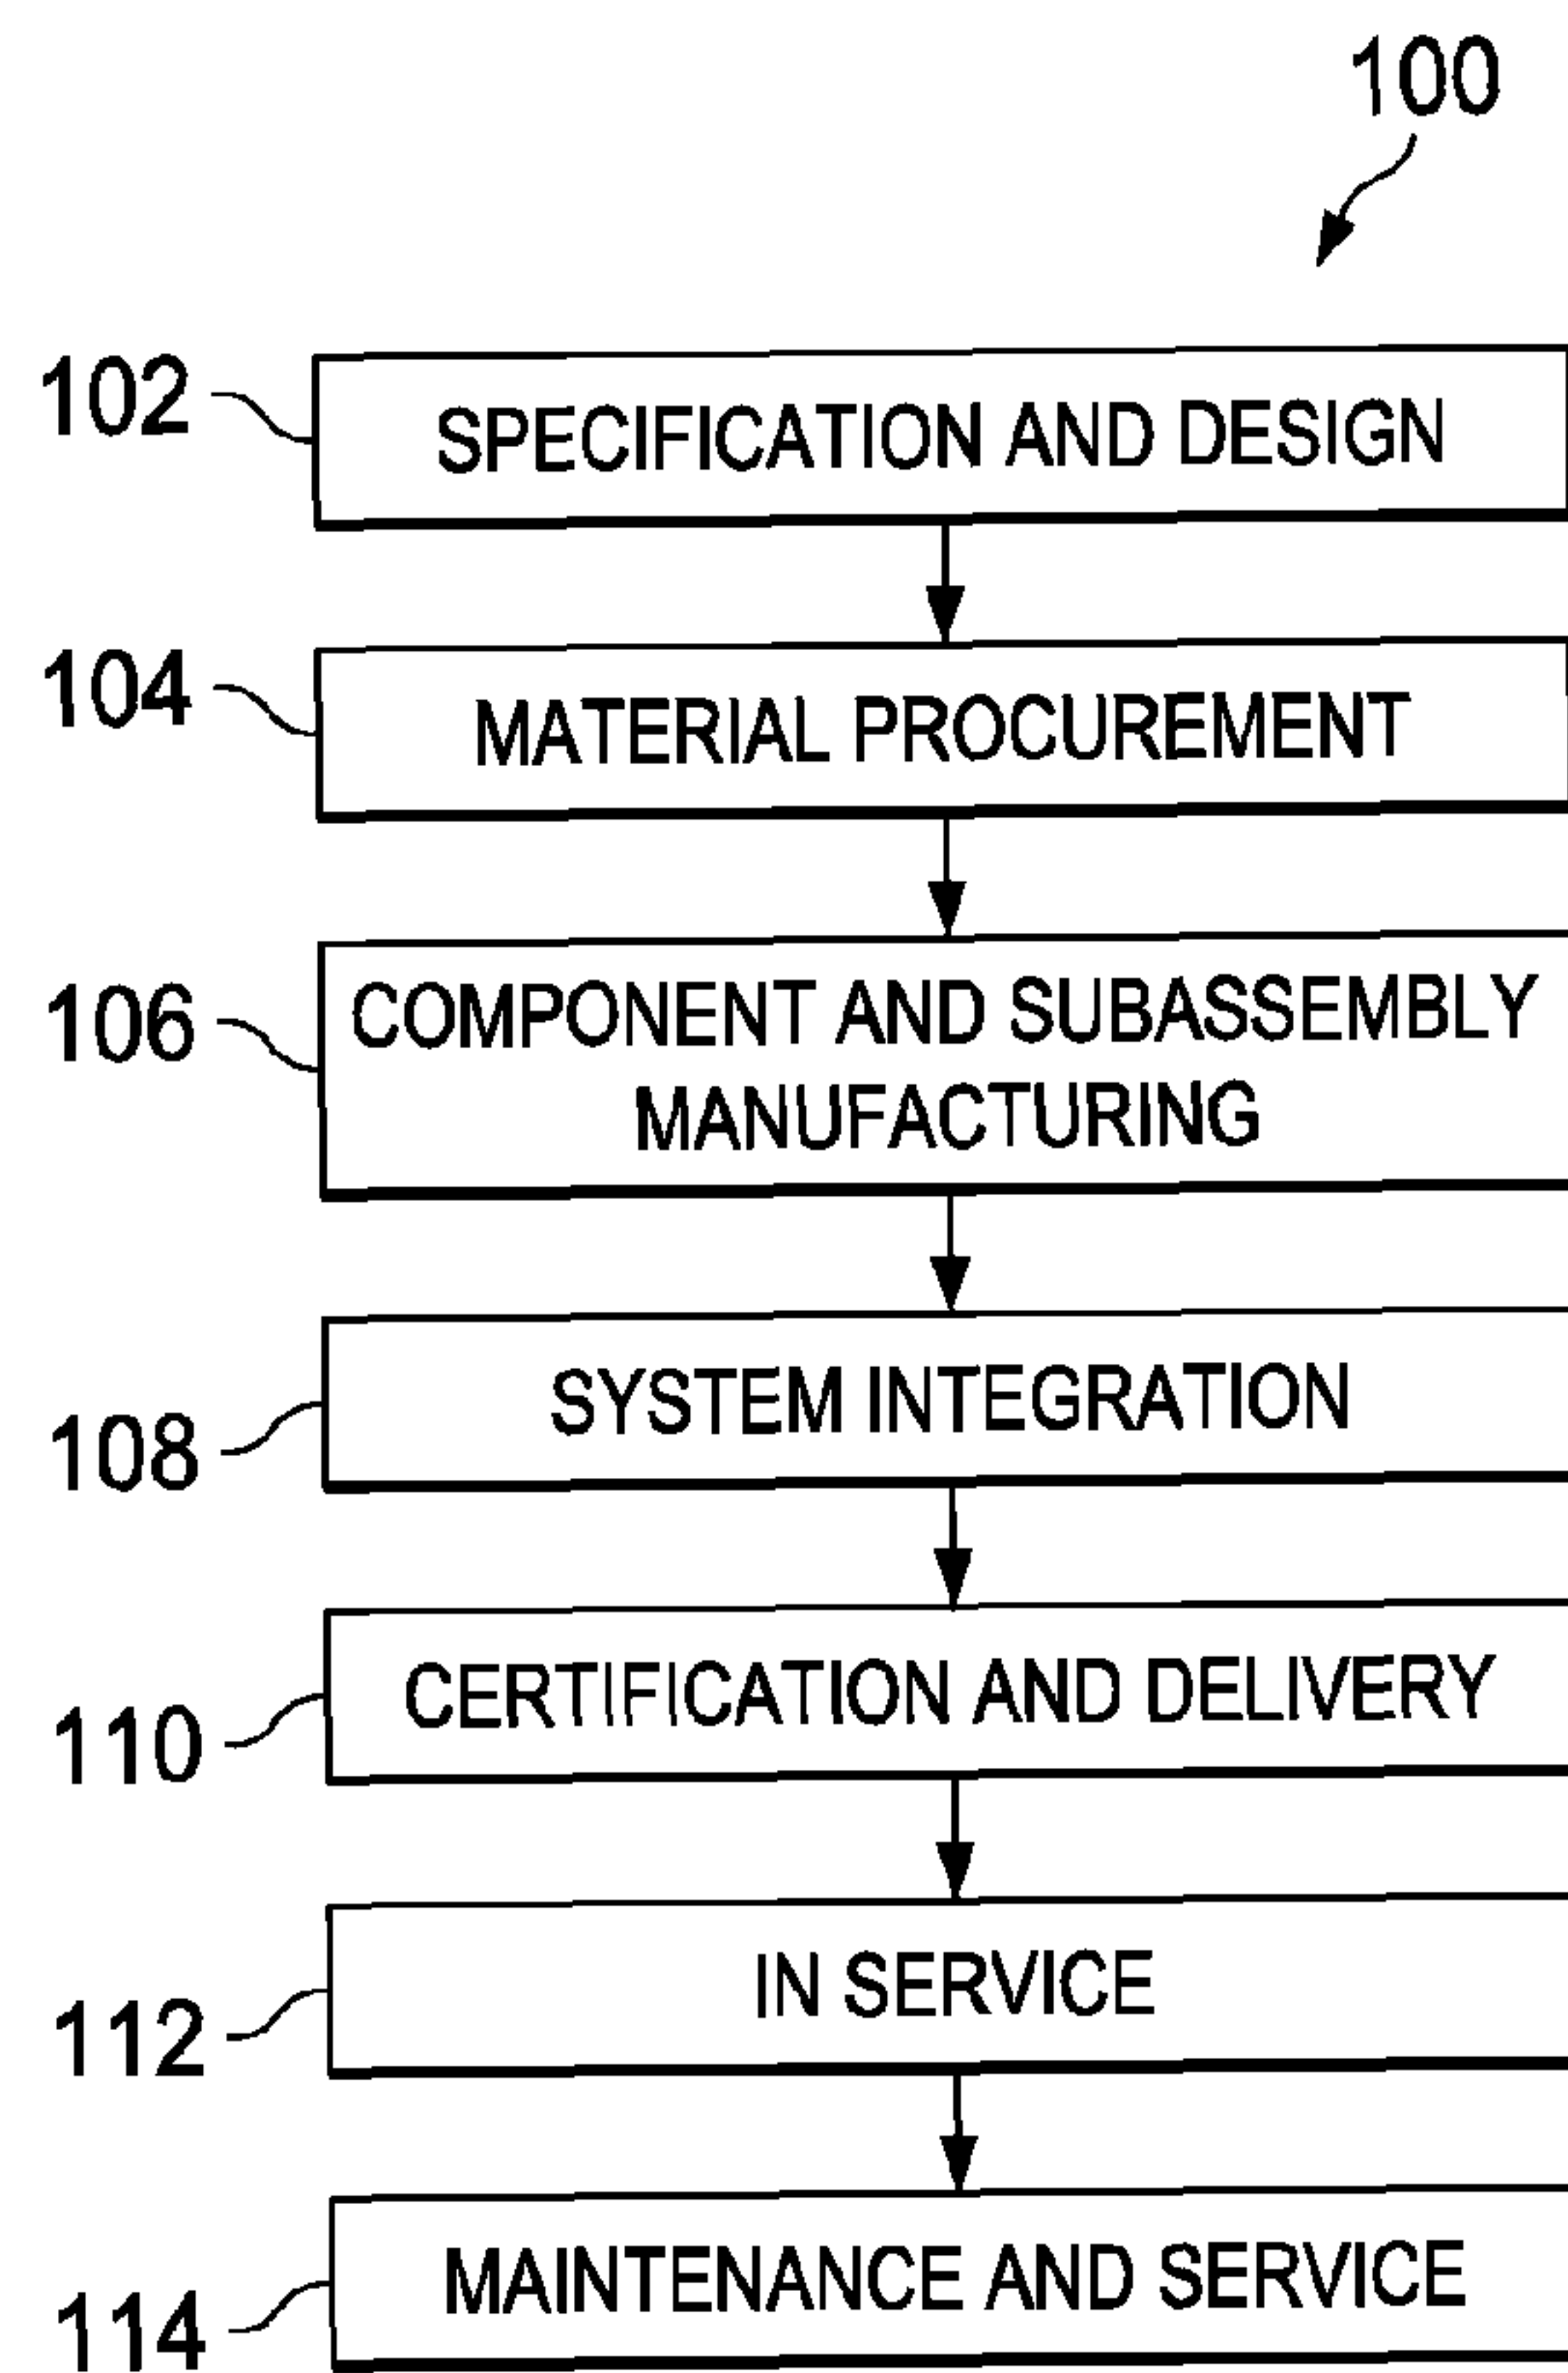 100
102
SPECIFICATION AND DESIGN
104
MATERIAL PROCUREMENT
106
COMPONENT AND SUBASSEMBLY
MANUFACTURING
108
SYSTEM INTEGRATION
110
CERTIFICATION AND DELIVERY
112
IN SERVICE
114
MAINTENANCE AND SERVICE